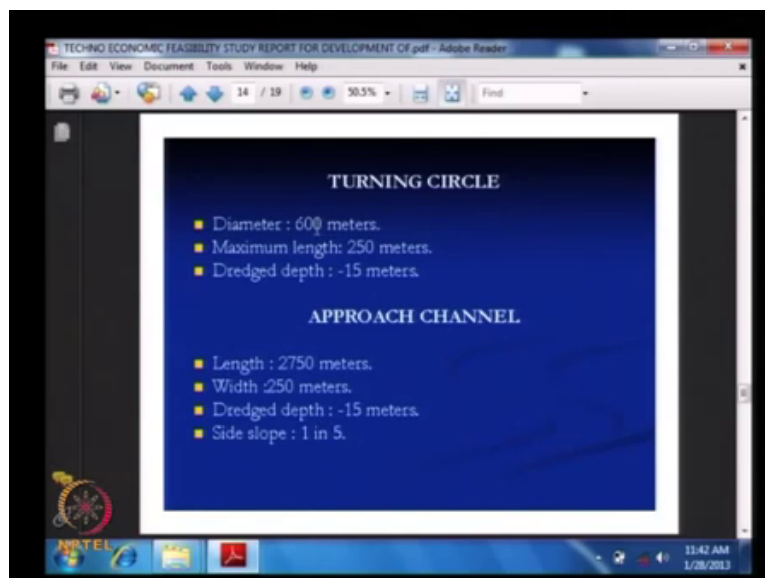 TECHNO ECONOMIC FEASIBILITY STUDY REPORT FOR DEVELOPMENT OF.pdf - Adobe Reader
File Edit View Document Tools Window Help
14 / 19 50.5% Find
TURNING CIRCLE
Diameter : 600 meters.
Maximum length: 250 meters.
Dredged depth : -15 meters.
APPROACH CHANNEL
Length : 2750 meters.
Width :250 meters.
Dredged depth : -15 meters.
Side slope : 1 in 5.
NPTEL
11:42 AM
1/28/2013